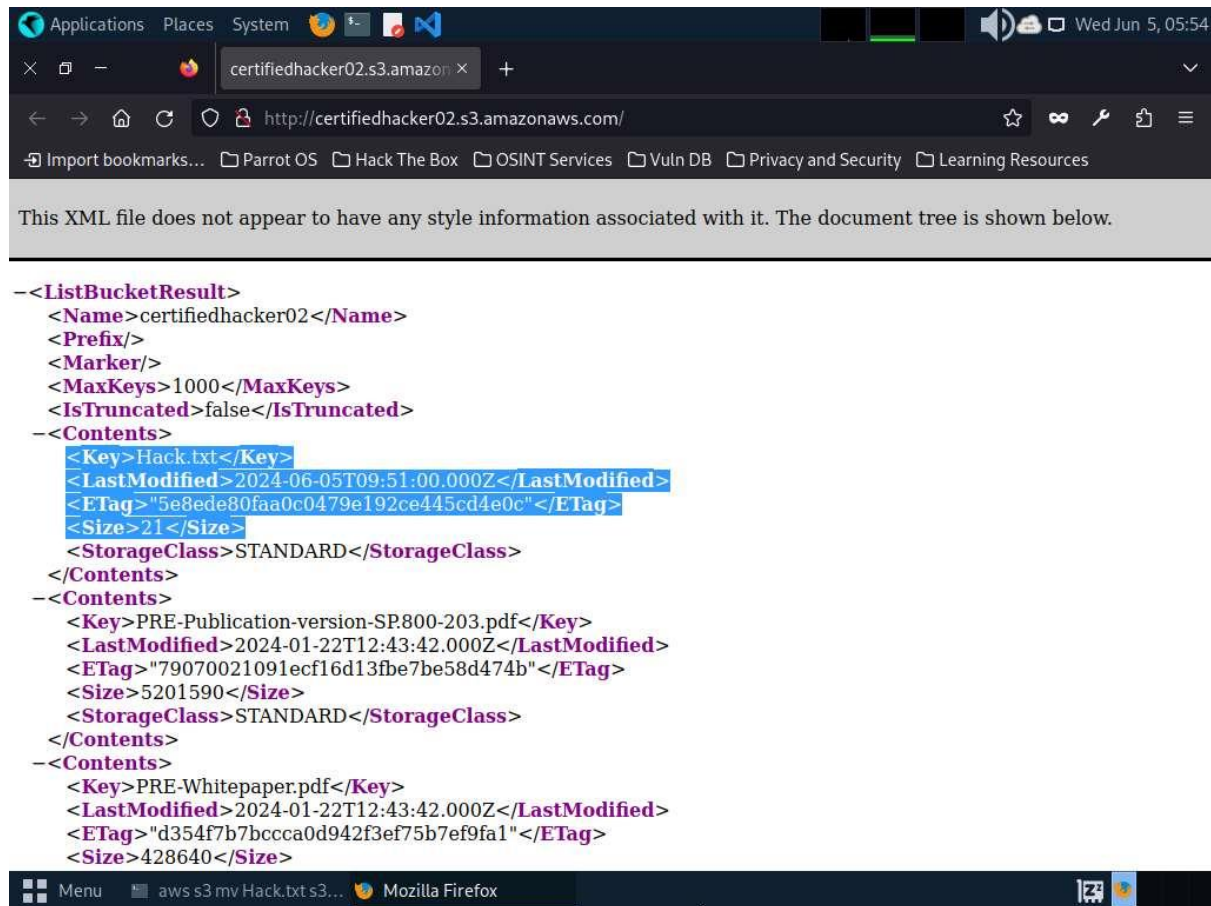 Applications Places System Wed Jun 5, 05:54
certifiedhacker02.s3.amazon
http://certifiedhacker02.s3.amazonaws.com/
Import bookmarks... Parrot OS Hack The Box OSINT Services Vuln DB Privacy and Security Learning Resources
This XML file does not appear to have any style information associated with it. The document tree is shown below.
−<ListBucketResult>
<Name>certifiedhacker02</Name>
<Prefix/>
<Marker/>
<MaxKeys>1000</MaxKeys>
<IsTruncated>false</IsTruncated>
−<Contents>
<Key>Hack.txt</Key>
<LastModified>2024-06-05T09:51:00.000Z</LastModified>
<ETag>"5e8ede80faa0c0479e192ce445cd4e0c"</ETag>
<Size>21</Size>
<StorageClass>STANDARD</StorageClass>
</Contents>
−<Contents>
<Key>PRE-Publication-version-SP.800-203.pdf</Key>
<LastModified>2024-01-22T12:43:42.000Z</LastModified>
<ETag>"79070021091ecf16d13fbe7be58d474b"</ETag>
<Size>5201590</Size>
<StorageClass>STANDARD</StorageClass>
</Contents>
−<Contents>
<Key>PRE-Whitepaper.pdf</Key>
<LastModified>2024-01-22T12:43:42.000Z</LastModified>
<ETag>"d354f7b7bccca0d942f3ef75b7ef9fa1"</ETag>
<Size>428640</Size>
Menu aws s3 mv Hack.txt s3... Mozilla Firefox